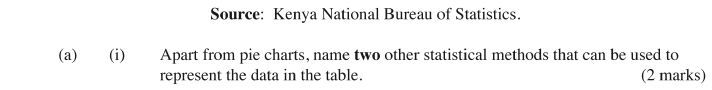 Source: Kenya National Bureau of Statistics.
(a) (i) Apart from pie charts, name two other statistical methods that can be used to
represent the data in the table. (2 marks)